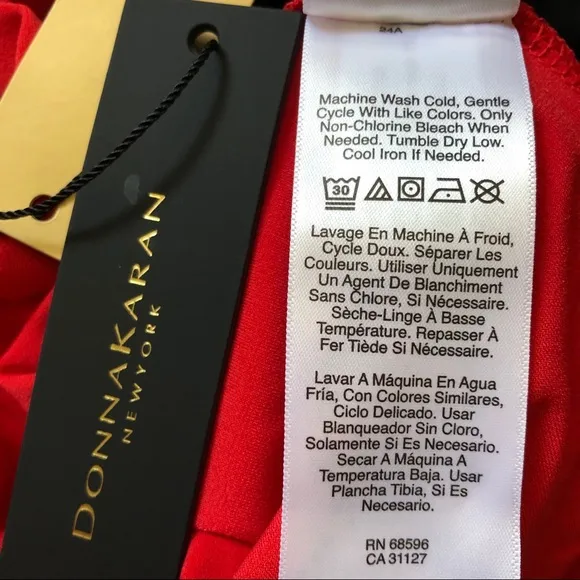 DONNAKARAN
NEWYORK
24A
Machine Wash Cold, Gentle
Cycle With Like Colors. Only
Non-Chlorine Bleach When
Needed. Tumble Dry Low.
Cool Iron If Needed.
30
Lavage En Machine À Froid,
Cycle Doux. Séparer Les
Couleurs. Utiliser Uniquement
Un Agent De Blanchiment
Sans Chlore, Si Nécessaire.
Sèche-Linge À Basse
Température. Repasser À
Fer Tiède Si Nécessaire.
Lavar A Máquina En Agua
Fría, Con Colores Similares,
Ciclo Delicado. Usar
Blanqueador Sin Cloro,
Solamente Si Es Necesario.
Secar A Máquina A
Temperatura Baja. Usar
Plancha Tibia, Si Es
Necesario.
RN 68596
CA 31127